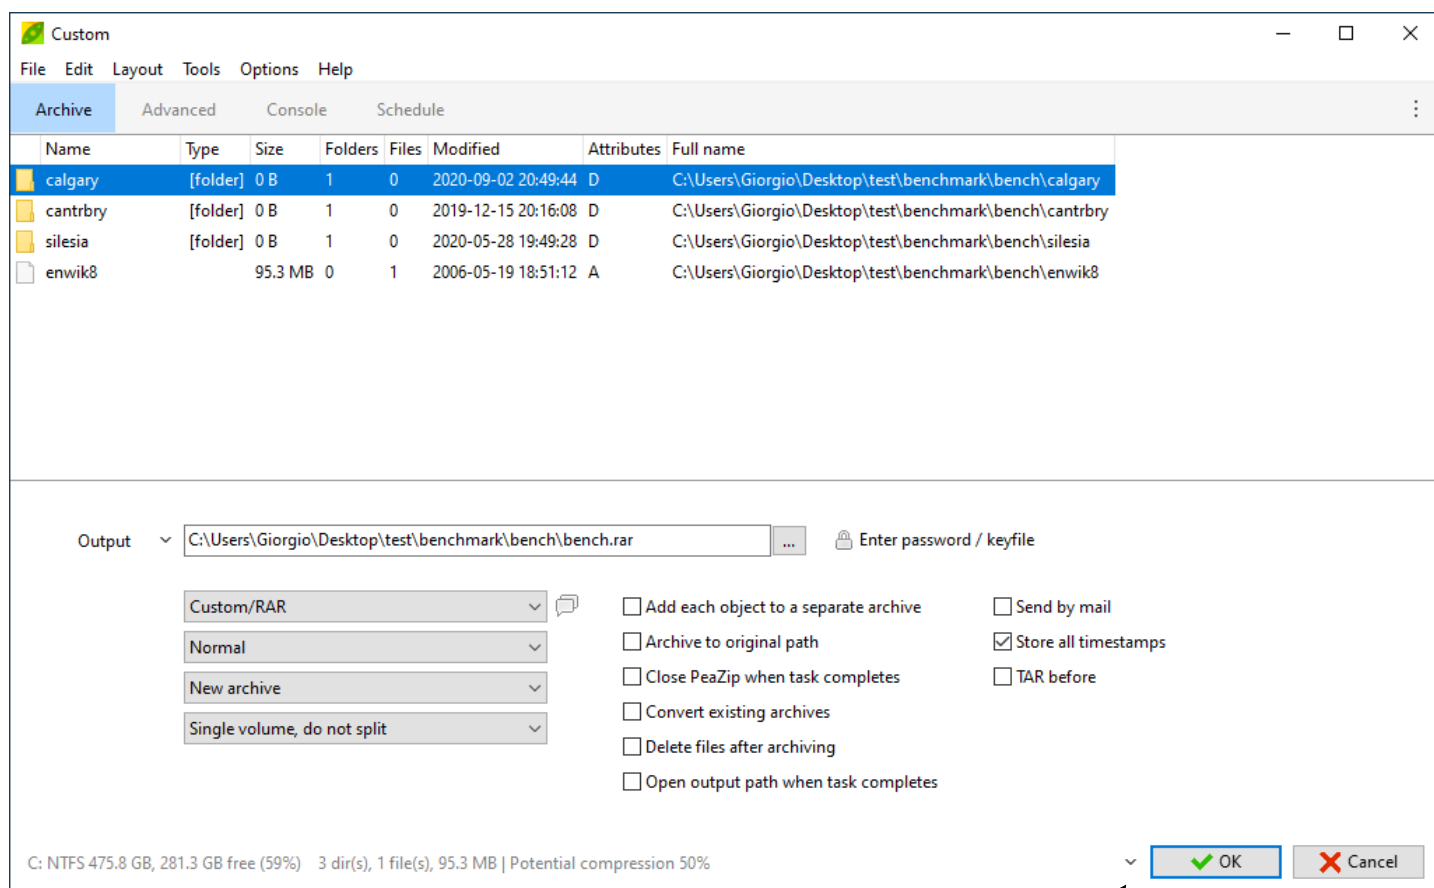 Custom
File Edit Layout Tools Options Help
Archive Advanced Console Schedule
Name Type Size Folders Files Modified Attributes Full name
calgary [folder] 0 B 1 0 2020-09-02 20:49:44 D C:\Users\Giorgio\Desktop\test\benchmark\bench\calgary
cantrbry [folder] 0 B 1 0 2019-12-15 20:16:08 D C:\Users\Giorgio\Desktop\test\benchmark\bench\cantrbry
silesia [folder] 0 B 1 0 2020-05-28 19:49:28 D C:\Users\Giorgio\Desktop\test\benchmark\bench\silesia
enwik8 95.3 MB 0 1 2006-05-19 18:51:12 A C:\Users\Giorgio\Desktop\test\benchmark\bench\enwik8
Output C:\Users\Giorgio\Desktop\test\benchmark\bench\bench.rar ... Enter password / keyfile
Custom/RAR
Normal
New archive
Single volume, do not split
Add each object to a separate archive
Archive to original path
Close PeaZip when task completes
Convert existing archives
Delete files after archiving
Open output path when task completes
Send by mail
Store all timestamps
TAR before
C: NTFS 475.8 GB, 281.3 GB free (59%) 3 dir(s), 1 file(s), 95.3 MB | Potential compression 50%
OK Cancel